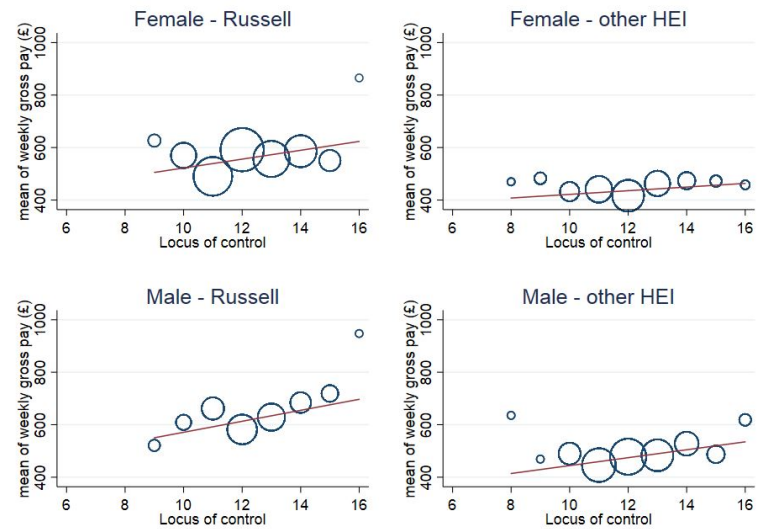 Female - Russell
mean of weekly gross pay (£)
1000
800
600
400
6 8 10 12 14 16
Locus of control
Female - other HEI
mean of weekly gross pay (£)
1000
800
600
400
6 8 10 12 14 16
Locus of control
Male - Russell
mean of weekly gross pay (£)
1000
800
600
400
6 8 10 12 14 16
Locus of control
Male - other HEI
mean of weekly gross pay (£)
1000
800
600
400
6 8 10 12 14 16
Locus of control